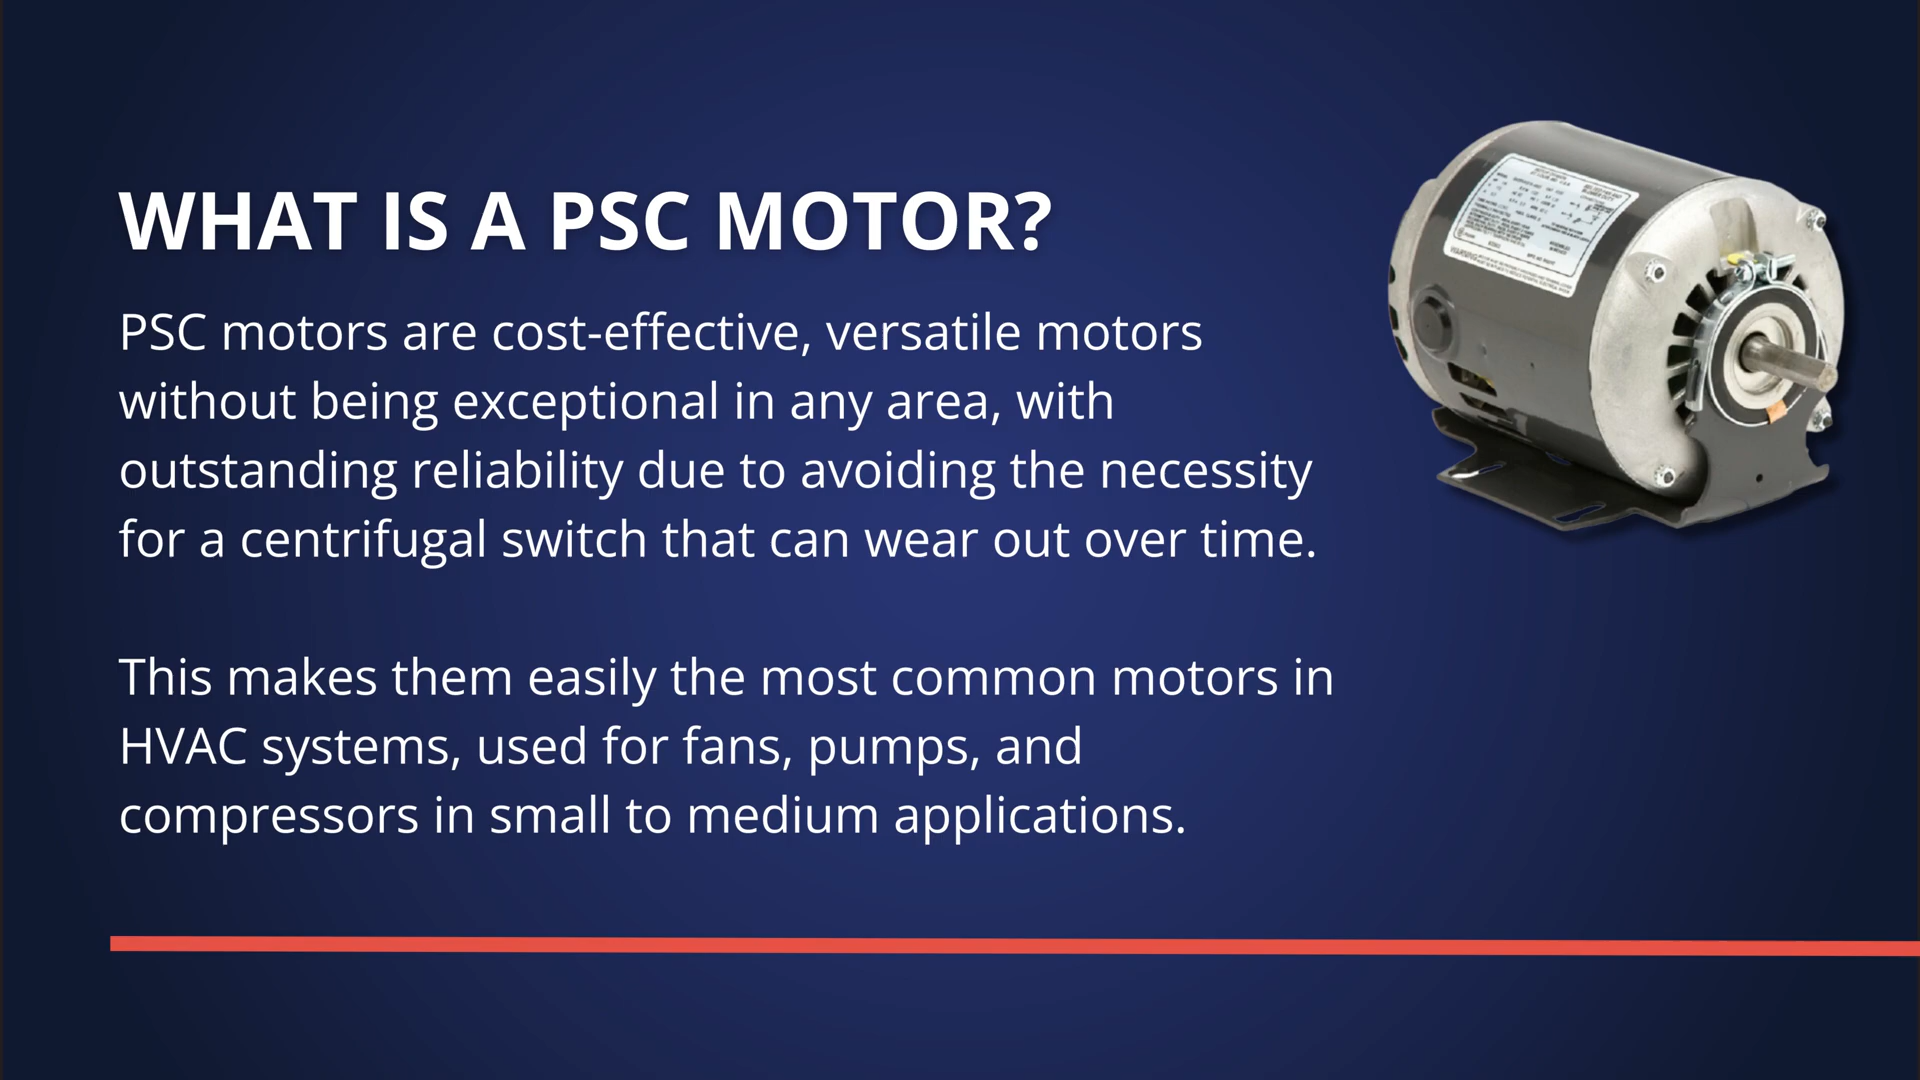 WHAT IS A PSC MOTOR?
PSC motors are cost-effective, versatile motors
without being exceptional in any area, with
outstanding reliability due to avoiding the necessity
for a centrifugal switch that can wear out over time.
This makes them easily the most common motors in
HVAC systems, used for fans, pumps, and
compressors in small to medium applications.